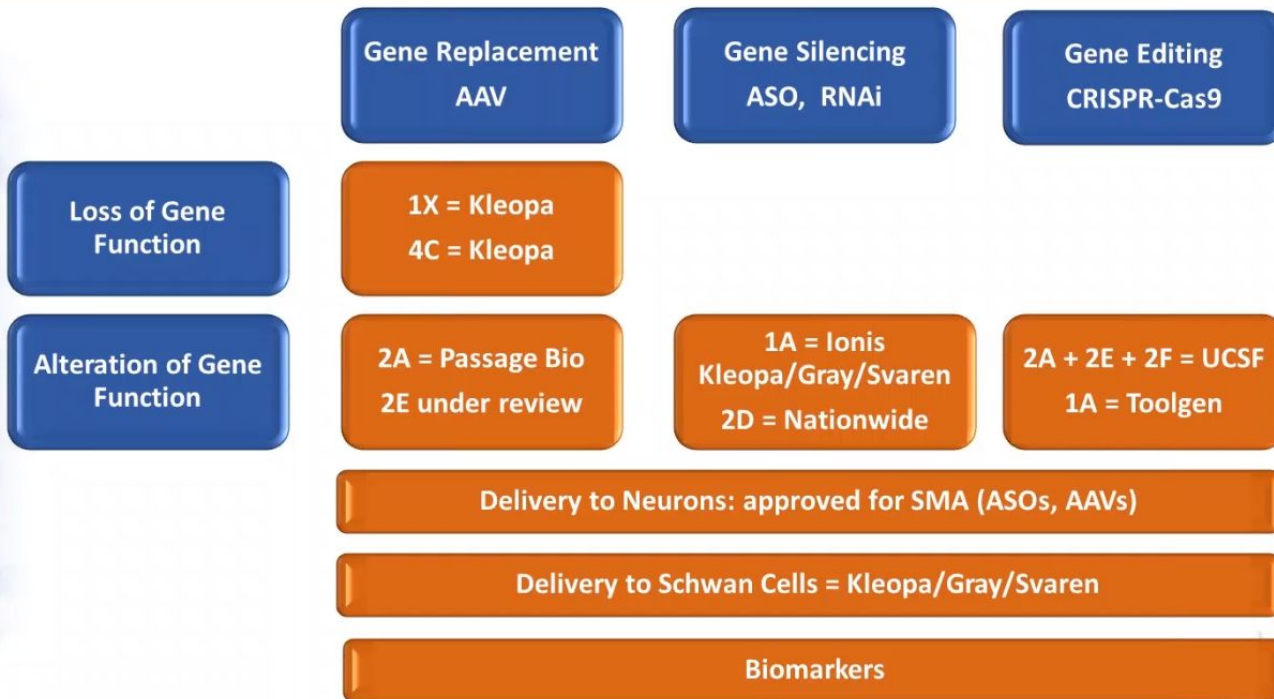 Gene Replacement
AAV
Gene Silencing
ASO, RNAi
Gene Editing
CRISPR-Cas9
Loss of Gene
Function
1X = Kleopa
4C = Kleopa
Alteration of Gene
Function
2A = Passage Bio
2E under review
1A = Ionis
Kleopa/Gray/Svaren
2D = Nationwide
2A + 2E + 2F = UCSF
1A = Toolgen
Delivery to Neurons: approved for SMA (ASOs, AAVs)
Delivery to Schwan Cells = Kleopa/Gray/Svaren
Biomarkers